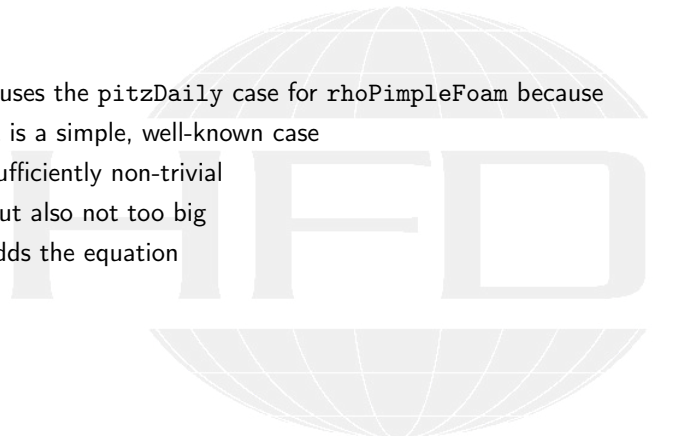 uses the pitzDaily case for rhoPimpleFoam because
is a simple, well-known case
ufficiently non-trivial
ut also not too big
dds the equation
HFD